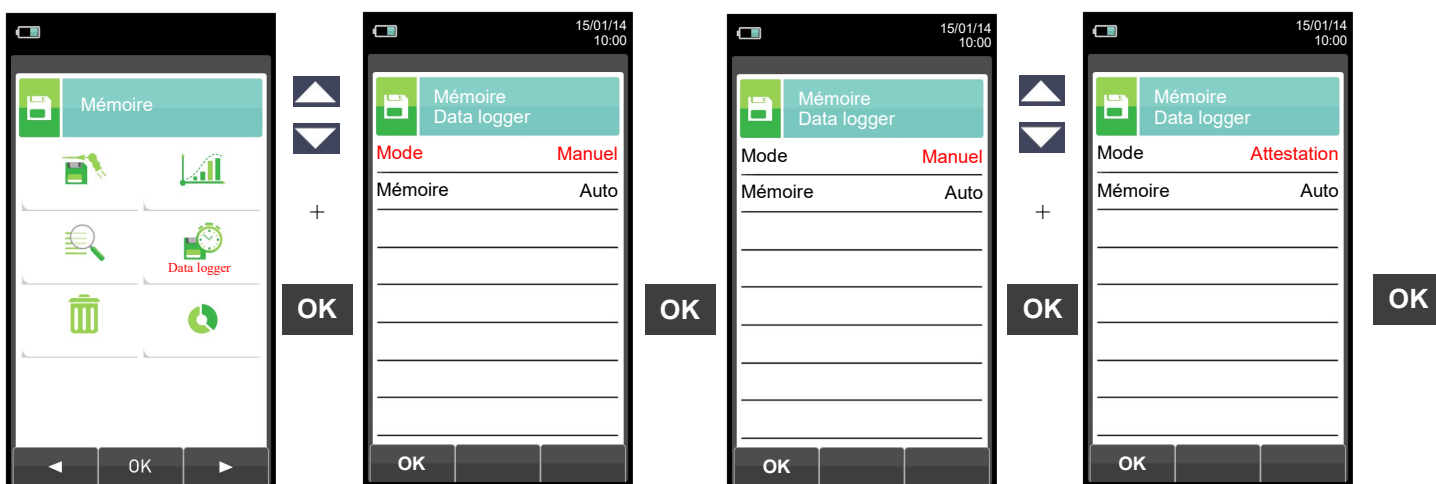 Mémoire
Data logger
◄ OK ►
+
OK
15/01/14
10:00
Mémoire
Data logger
Mode Manuel
Mémoire Auto
OK
OK
15/01/14
10:00
Mémoire
Data logger
Mode Manuel
Mémoire Auto
OK
+
OK
15/01/14
10:00
Mémoire
Data logger
Mode Attestation
Mémoire Auto
OK
OK